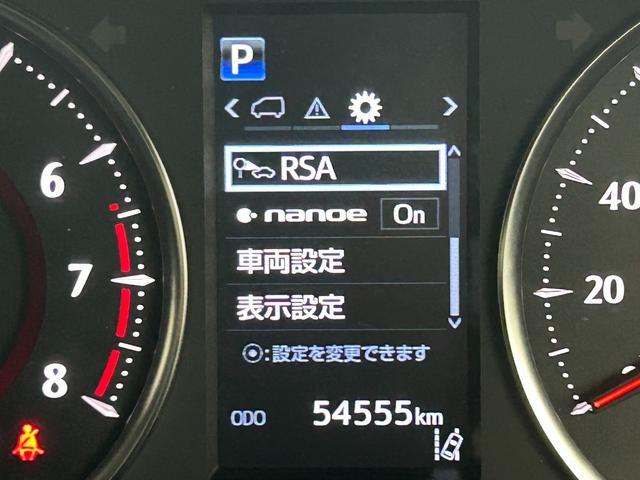 P
RSA
nanoe On
車両設定
表示設定
:設定を変更できます
ODO 54555km
6
7
8
40
20